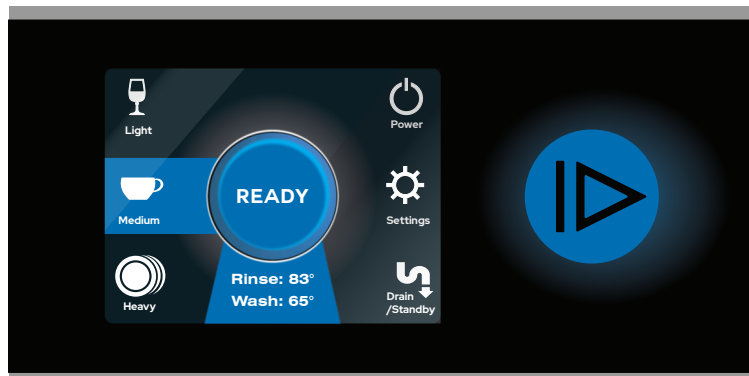 Light
Power
READY
Medium
Settings
Rinse: 83°
Wash: 65°
Heavy
Drain
/Standby